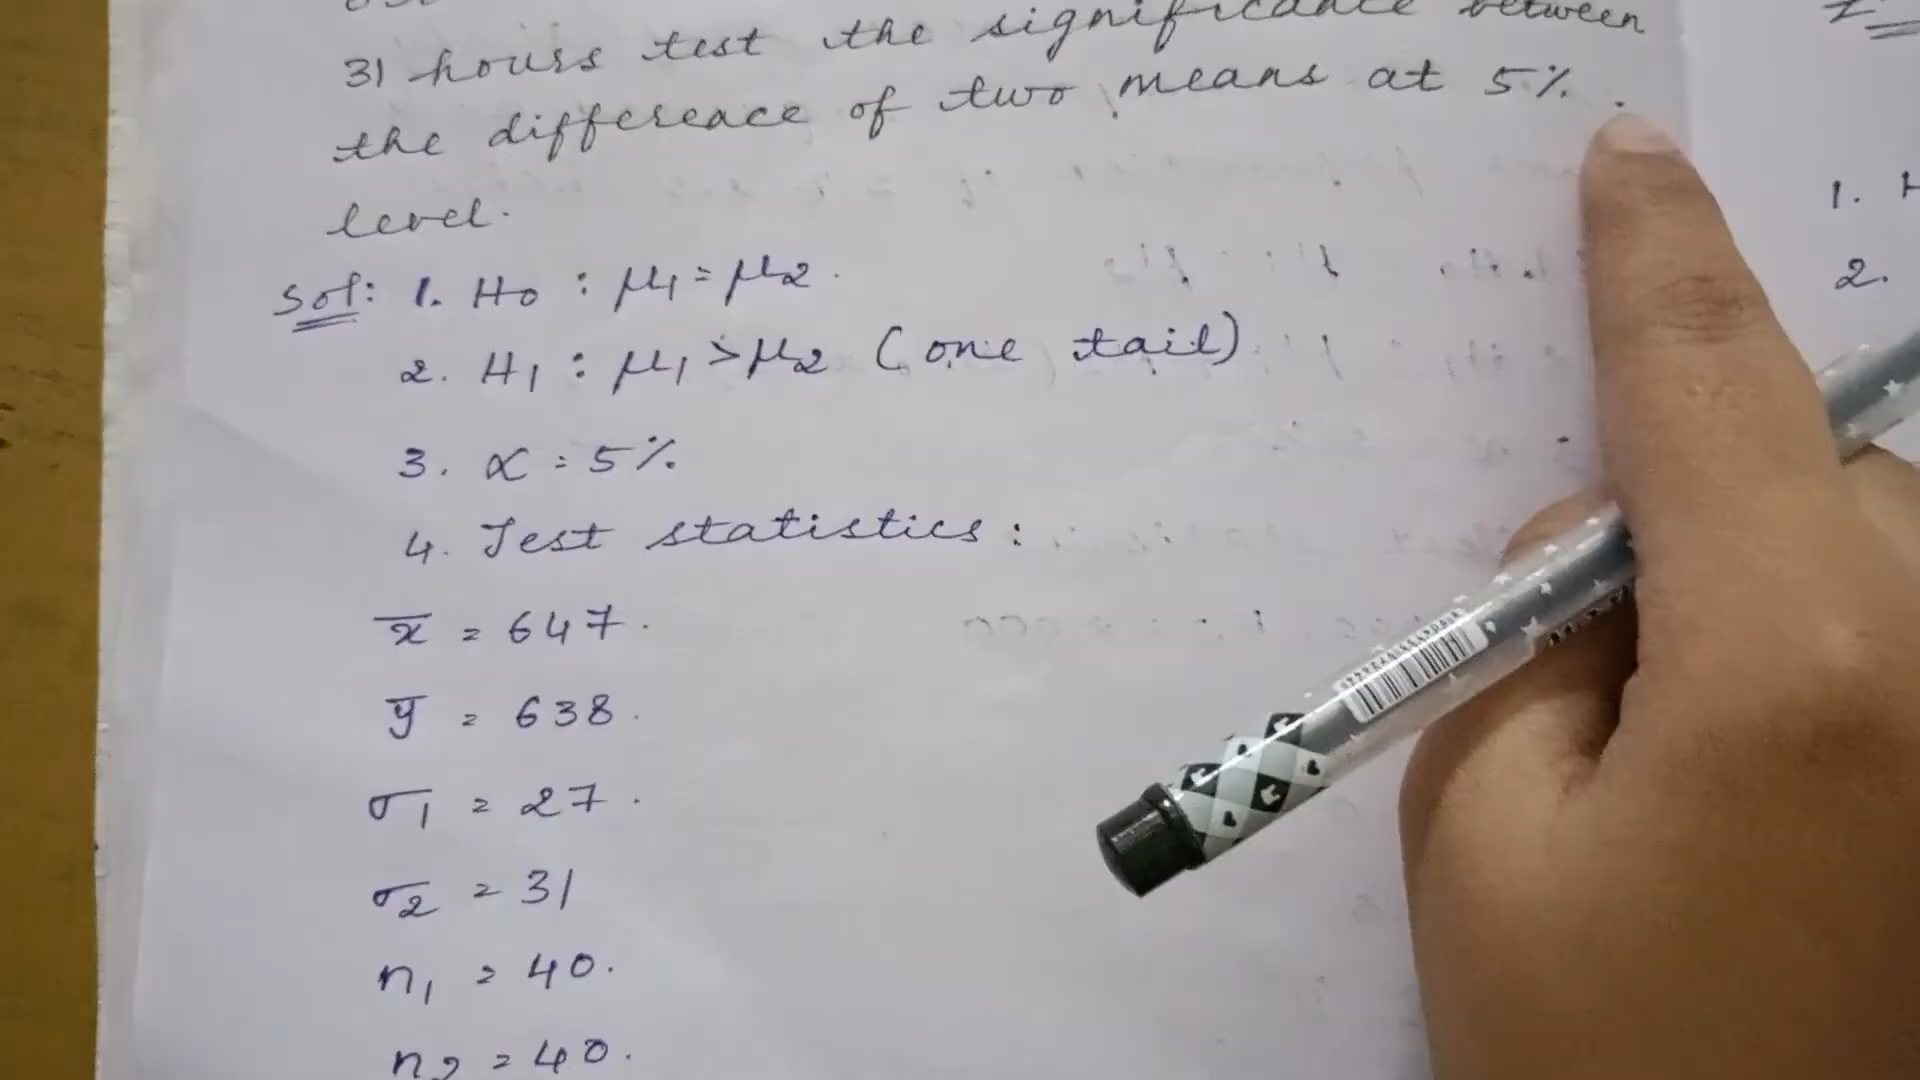 31 hours test the significance between
the difference of two means at 5%.
level.
Sol: 1. H0 : μ1 = μ2.
2. H1 : μ1 > μ2 (one tail)
3. α = 5%
4. Test statistics :
x̄ = 647.
ȳ = 638.
σ1 = 27.
σ2 = 31
n1 = 40.
n2 = 40.
1. H
2.